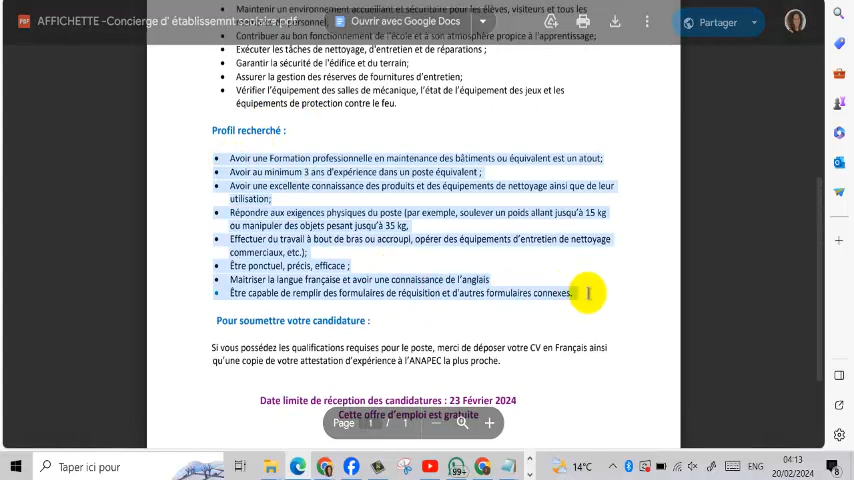 Maintenir un environnement accueillant et sécuritaire pour les élèves, visiteurs et tous les
AFFICHETTE -Concierge d' établissemnt scolaire .pdf
Ouvrir avec Google Docs
Partager
membres du personnel,
Contribuer au bon fonctionnement de l'école et à son atmosphère propice à l'apprentissage;
Exécuter les tâches de nettoyage, d'entretien et de réparations ;
Garantir la sécurité de l'édifice et du terrain;
Assurer la gestion des réserves de fournitures d'entretien;
Vérifier l'équipement des salles de mécanique, l'état de l'équipement des jeux et les
équipements de protection contre le feu.
Profil recherché :
Avoir une Formation professionnelle en maintenance des bâtiments ou équivalent est un atout;
Avoir au minimum 3 ans d'expérience dans un poste équivalent ;
Avoir une excellente connaissance des produits et des équipements de nettoyage ainsi que de leur
utilisation;
Répondre aux exigences physiques du poste (par exemple, soulever un poids allant jusqu'à 15 kg
ou manipuler des objets pesant jusqu'à 35 kg,
Effectuer du travail à bout de bras ou accroupi, opérer des équipements d'entretien de nettoyage
commerciaux, etc.);
Être ponctuel, précis, efficace ;
Maitriser la langue française et avoir une connaissance de l'anglais
Être capable de remplir des formulaires de réquisition et d'autres formulaires connexes.
Pour soumettre votre candidature :
Si vous possédez les qualifications requises pour le poste, merci de déposer votre CV en Français ainsi
qu'une copie de votre attestation d'expérience à l'ANAPEC la plus proche.
Date limite de réception des candidatures : 23 Février 2024
Cette offre d'emploi est gratuite
Page 1 / 1
Taper ici pour
99+
14°C
ENG
04:13
20/02/2024
8